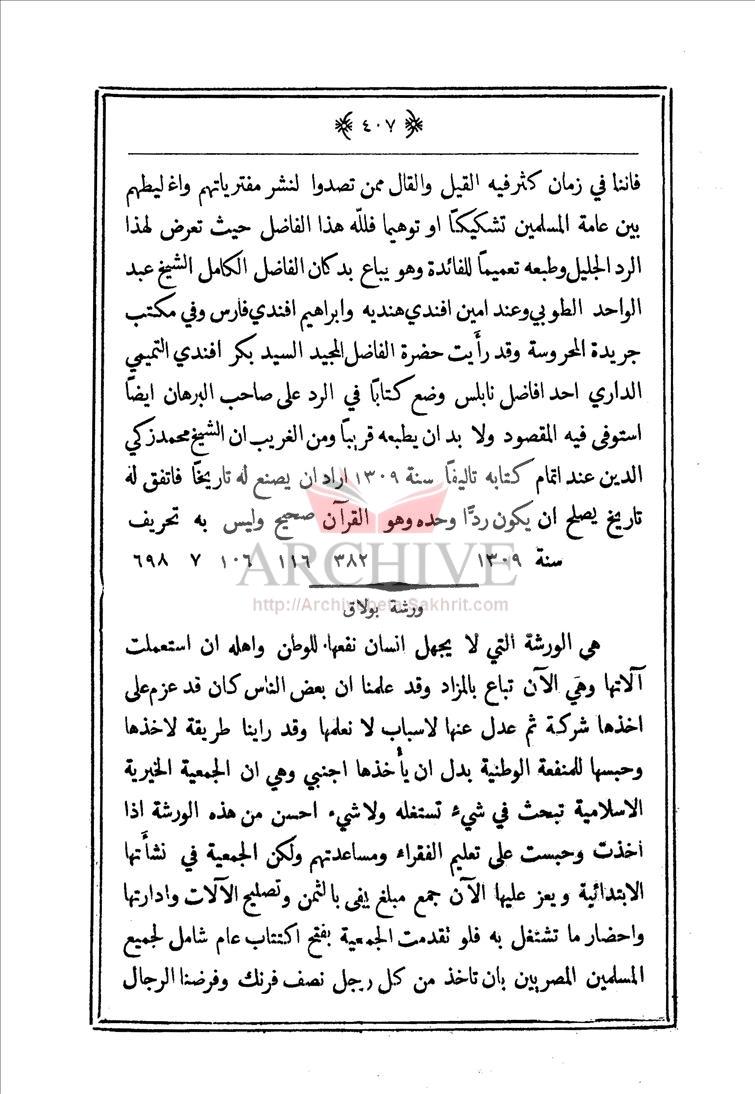 ٤٠٧
فاننا في زمان كثر فيه القيل والقال ممن تصدوا لنشر مفترياتهم واغاليطهم
بين عامة المسلمين تشكيكًا او توهيما فلله هذا الفاضل حيث تعرض لهذا
الرد الجليل وطبعه تعميمًا للفائدة وهو يباع بدكان الفاضل الكامل الشيخ عبد
الواحد الطوبي وعند امين افندي هنديه وابراهيم افندي فارس وفي مكتب
جريدة المحروسة وقد رأيت حضرة الفاضل المجيد السيد بكر افندي التميمي
الداري احد افاضل نابلس وضع كتابًا في الرد على صاحب البرهان ايضًا
استوفى فيه المقصود ولا بد ان يطبعه قريبًا ومن الغريب ان الشيخ محمد زكي
الدين عند اتمام كتابه تاليفًا سنة ١٣٠٩ اراد ان يصنع له تاريخًا فاتفق له
تاريخ يصلح ان يكون ردًّا وحده وهو القرآن صحيح وليس به تحريف
سنة ١٣٠٩ ٣٨٢ ١١٦ ١٠٦ ٧ ٦٩٨
ARCHIVE
http://Archivebeta.Sakhrit.com
ورشة بولاق
هي الورشة التي لا يجهل انسان نفعها للوطن واهله ان استعملت
آلاتها وهي الآن تباع بالمزاد وقد علمنا ان بعض الناس كان قد عزم على
اخذها شركة ثم عدل عنها لاسباب لا نعلمها وقد راينا طريقة لاخذها
وحبسها للمنفعة الوطنية بدل ان يأخذها اجنبي وهي ان الجمعية الخيرية
الاسلامية تبحث في شيء تستغله ولا شيء احسن من هذه الورشة اذا
اخذت وحبست على تعليم الفقراء ومساعدتهم ولكن الجمعية في نشأتها
الابتدائية ويعز عليها الآن جمع مبلغ يفي بالثمن وتصليح الآلات وادارتها
واحضار ما تشتغل به فلو تقدمت الجمعية بفتح اكتتاب عام شامل لجميع
المسلمين المصريين بان تاخذ من كل رجل نصف فرنك وفرضنا الرجال